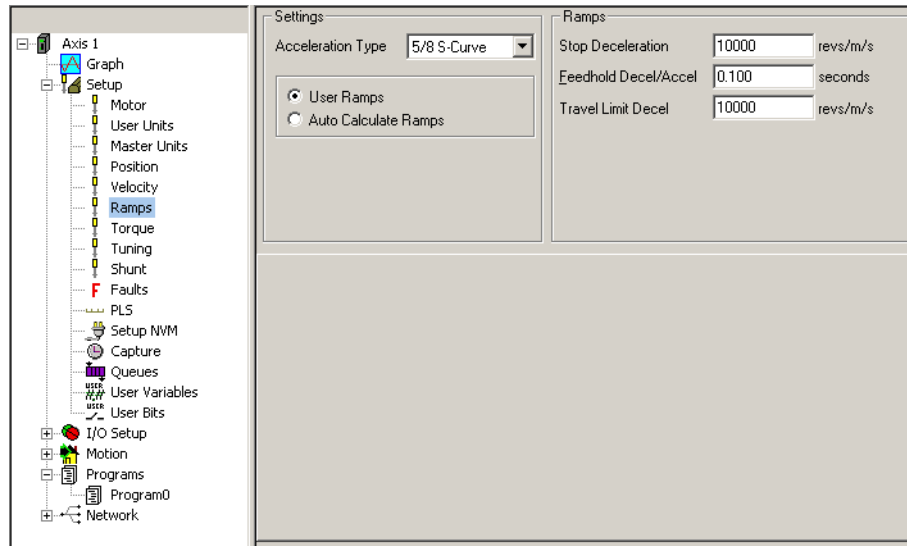 Axis 1
Graph
Setup
Motor
User Units
Master Units
Position
Velocity
Ramps
Torque
Tuning
Shunt
F Faults
PLS
Setup NVM
Capture
Queues
USER #.# User Variables
USER User Bits
I/O Setup
Motion
Programs
Program0
Network
Settings
Acceleration Type 5/8 S-Curve
User Ramps
Auto Calculate Ramps
Ramps
Stop Deceleration 10000 revs/m/s
Feedhold Decel/Accel 0.100 seconds
Travel Limit Decel 10000 revs/m/s